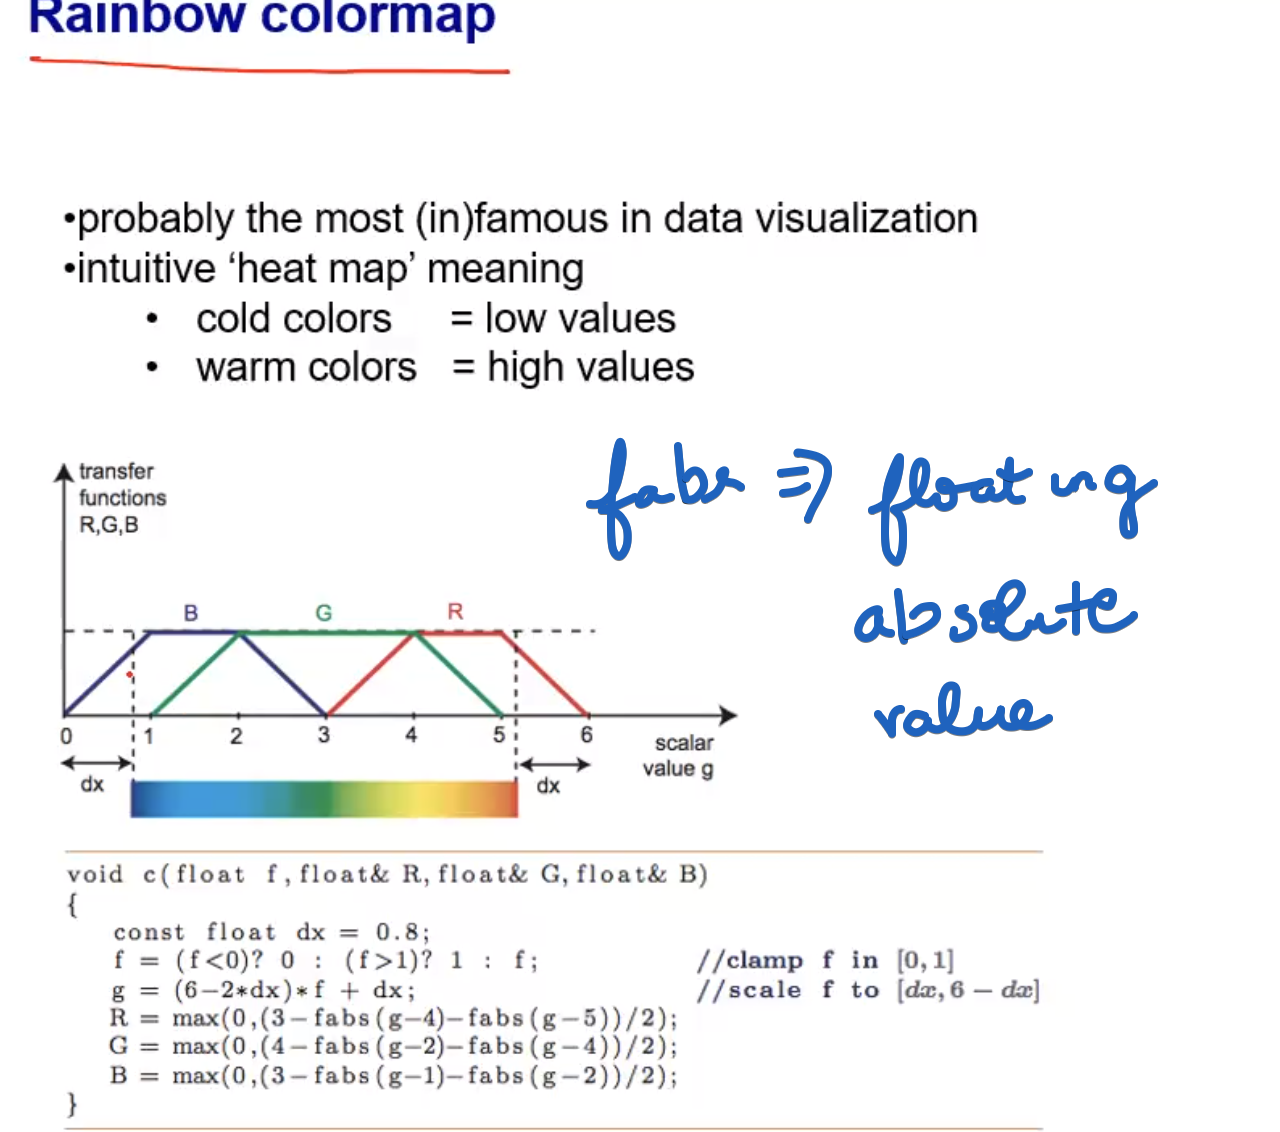 Rainbow colormap
•probably the most (in)famous in data visualization
•intuitive ‘heat map’ meaning
• cold colors = low values
• warm colors = high values
transfer
functions
R,G,B
fabs ⇒ floating
absolute
value
B G R
0 1 2 3 4 5 6
scalar
value g
dx dx
void c(float f,float& R,float& G,float& B)
{
const float dx = 0.8;
f = (f<0)? 0 : (f>1)? 1 : f; //clamp f in [0,1]
g = (6−2*dx)*f + dx; //scale f to [dx,6 − dx]
R = max(0,(3−fabs(g−4)−fabs(g−5))/2);
G = max(0,(4−fabs(g−2)−fabs(g−4))/2);
B = max(0,(3−fabs(g−1)−fabs(g−2))/2);
}